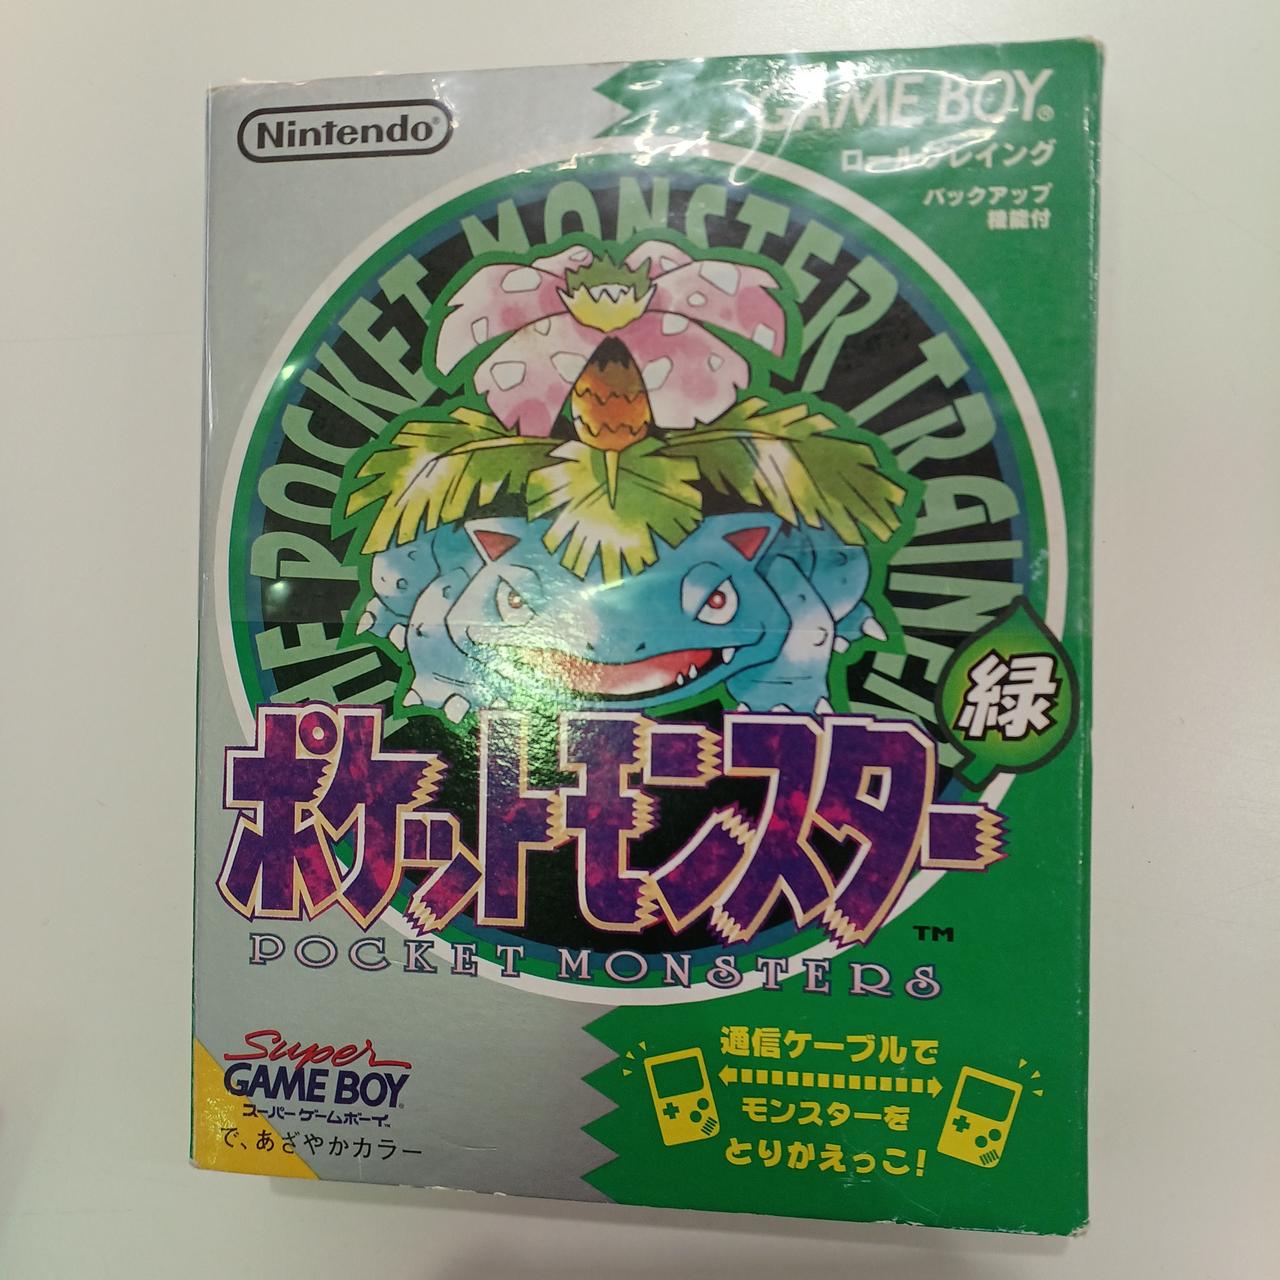 Nintendo®
GAME BOY®
ロールプレイング
バックアップ
機能付
POCKET MONSTER TRAINER
緑
ポケットモンスター
TM
POCKET MONSTERS
Super
GAME BOY
スーパーゲームボーイ
で、あざやかカラー
通信ケーブルで
モンスターを
とりかえっこ!